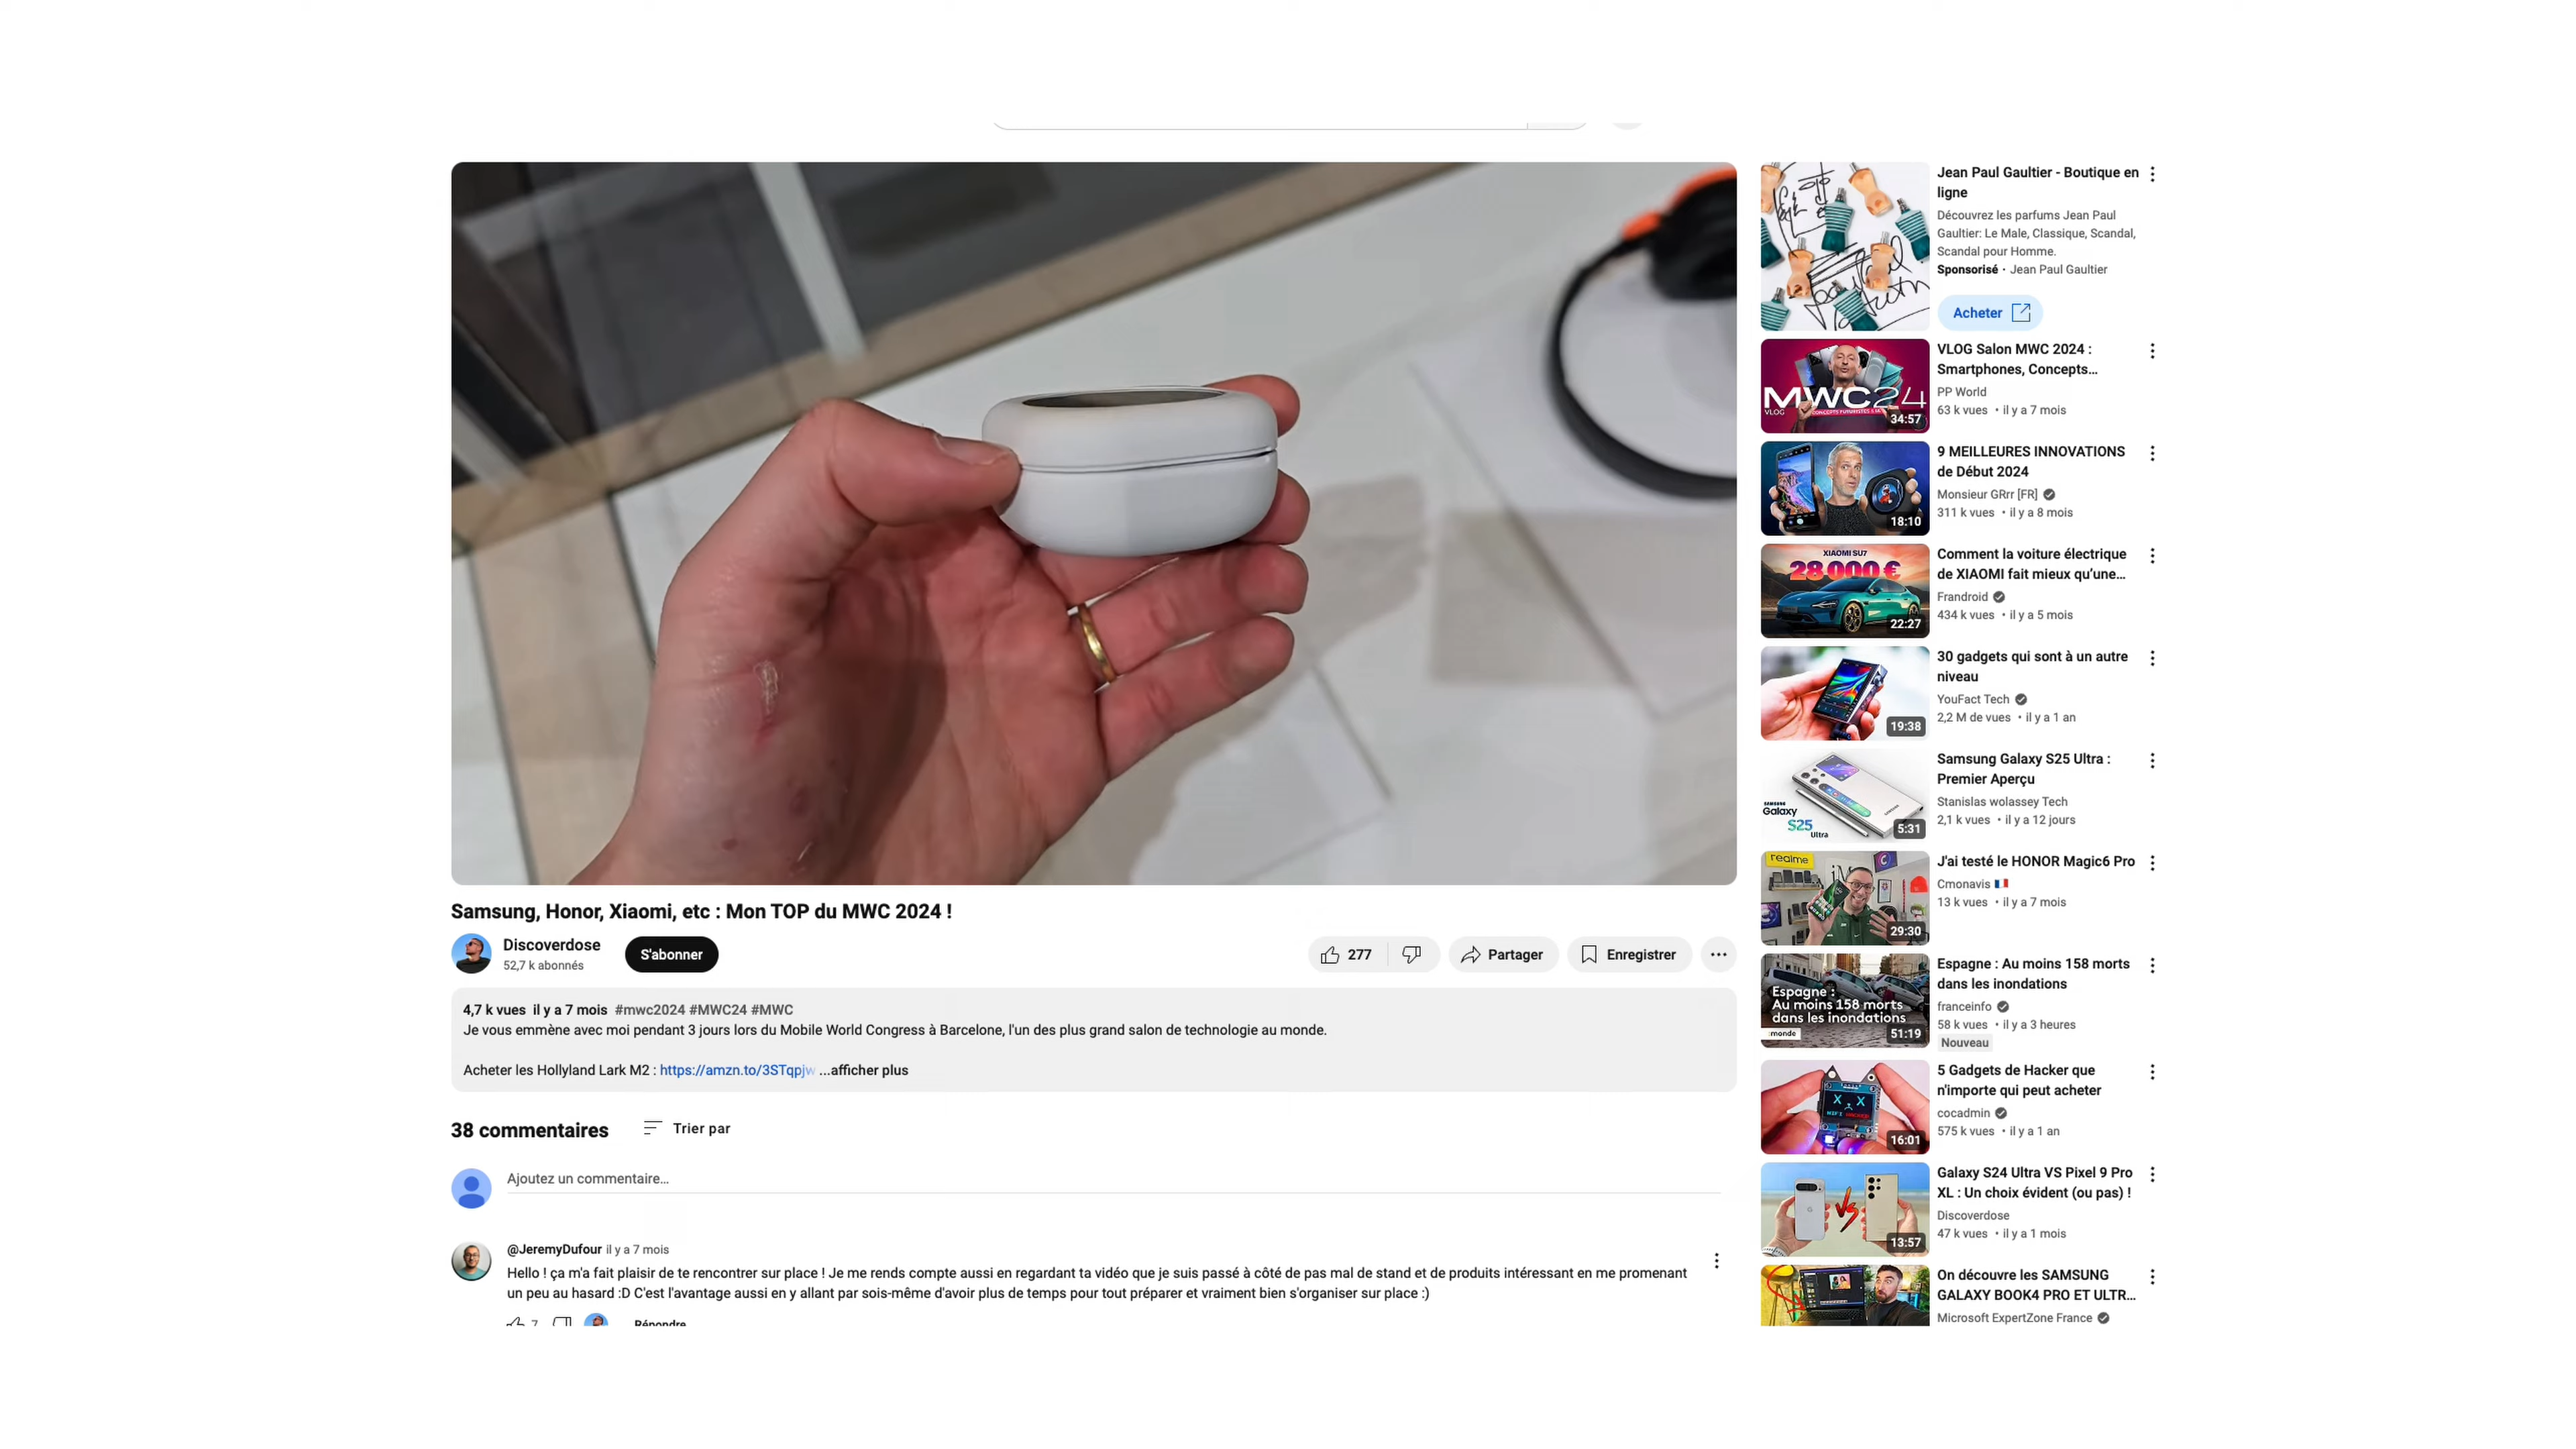 Samsung, Honor, Xiaomi, etc : Mon TOP du MWC 2024 !
Discoverdose
52,7 k abonnés
S'abonner
277
Partager
Enregistrer
4,7 k vues il y a 7 mois #mwc2024 #MWC24 #MWC
Je vous emmène avec moi pendant 3 jours lors du Mobile World Congress à Barcelone, l'un des plus grand salon de technologie au monde.
Acheter les Hollyland Lark M2 : https://amzn.to/3STqpjw ...afficher plus
38 commentaires
Trier par
Ajoutez un commentaire...
@JeremyDufour il y a 7 mois
Hello ! ça m'a fait plaisir de te rencontrer sur place ! Je me rends compte aussi en regardant ta vidéo que je suis passé à côté de pas mal de stand et de produits intéressant en me promenant
un peu au hasard :D C'est l'avantage aussi en y allant par sois-même d'avoir plus de temps pour tout préparer et vraiment bien s'organiser sur place :)
7
Répondre
Jean Paul Gaultier - Boutique en
ligne
Découvrez les parfums Jean Paul
Gaultier: Le Male, Classique, Scandal,
Scandal pour Homme.
Sponsorisé • Jean Paul Gaultier
Acheter
MWC24
VLOG
34:57
VLOG Salon MWC 2024 :
Smartphones, Concepts...
PP World
63 k vues • il y a 7 mois
18:10
9 MEILLEURES INNOVATIONS
de Début 2024
Monsieur GRrr [FR]
311 k vues • il y a 8 mois
XIAOMI SU7
28 000 €
22:27
Comment la voiture électrique
de XIAOMI fait mieux qu'une...
Frandroid
434 k vues • il y a 5 mois
19:38
30 gadgets qui sont à un autre
niveau
YouFact Tech
2,2 M de vues • il y a 1 an
SAMSUNG
Galaxy
S25
Ultra
5:31
Samsung Galaxy S25 Ultra :
Premier Aperçu
Stanislas wolassey Tech
2,1 k vues • il y a 12 jours
realme
29:30
J'ai testé le HONOR Magic6 Pro
Cmonavis
13 k vues • il y a 7 mois
Espagne :
Au moins 158 morts
dans les inondations
monde
51:19
Espagne : Au moins 158 morts
dans les inondations
franceinfo
58 k vues • il y a 3 heures
Nouveau
X X
16:01
5 Gadgets de Hacker que
n'importe qui peut acheter
cocadmin
575 k vues • il y a 1 an
VS
13:57
Galaxy S24 Ultra VS Pixel 9 Pro
XL : Un choix évident (ou pas) !
Discoverdose
47 k vues • il y a 1 mois
On découvre les SAMSUNG
GALAXY BOOK4 PRO ET ULTR...
Microsoft ExpertZone France